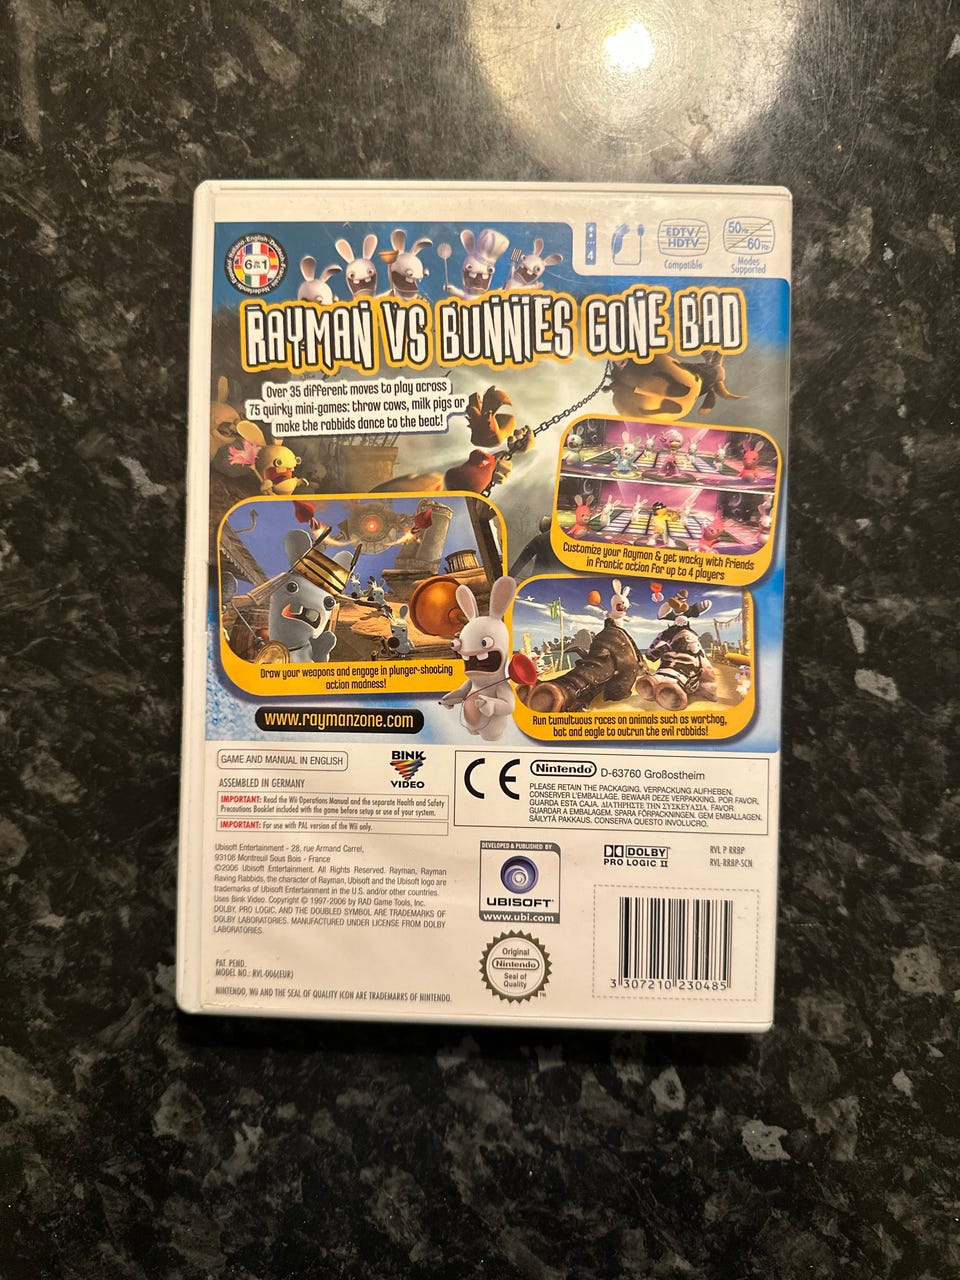 Italiano English Deutsch Français Nederlands Español
6 IN 1
4
EDTV/
HDTV
Compatible
50Hz
60Hz
Modes
Supported
RAYMAN VS BUNNIES GONE BAD
Over 35 different moves to play across
75 quirky mini-games: throw cows, milk pigs or
make the rabbids dance to the beat!
Customize your Rayman & get wacky with friends
in frantic action for up to 4 players
Draw your weapons and engage in plunger-shooting
action madness!
Run tumultuous races on animals such as warthog,
bat and eagle to outrun the evil rabbids!
www.raymanzone.com
GAME AND MANUAL IN ENGLISH
ASSEMBLED IN GERMANY
BINK
VIDEO
IMPORTANT: Read the Wii Operations Manual and the separate Health and Safety
Precautions Booklet included with the game before setup or use of your system.
IMPORTANT: For use with PAL version of the Wii only.
CE
Nintendo D-63760 Großostheim
PLEASE RETAIN THE PACKAGING. VERPACKUNG AUFHEBEN.
CONSERVER L'EMBALLAGE. BEWAAR DEZE VERPAKKING. POR FAVOR,
GUARDA ESTA CAJA. ΔΙΑΤΗΡΗΣΤΕ ΤΗΝ ΣΥΣΚΕΥΑΣΙΑ. FAVOR
GUARDAR A EMBALAGEM. SPARA FÖRPACKNINGEN. GEM EMBALLAGEN.
SÄILYTÄ PAKKAUS. CONSERVA QUESTO INVOLUCRO.
Ubisoft Entertainment - 28, rue Armand Carrel,
93108 Montreuil Sous Bois - France
©2006 Ubisoft Entertainment. All Rights Reserved. Rayman, Rayman
Raving Rabbids, the character of Rayman, Ubisoft and the Ubisoft logo are
trademarks of Ubisoft Entertainment in the U.S. and/or other countries.
Uses Bink Video. Copyright © 1997-2006 by RAD Game Tools, Inc.
DOLBY, PRO LOGIC, AND THE DOUBLED SYMBOL ARE TRADEMARKS OF
DOLBY LABORATORIES. MANUFACTURED UNDER LICENSE FROM DOLBY
LABORATORIES.
DEVELOPED & PUBLISHED BY
UBISOFT
www.ubi.com
DOLBY
PRO LOGIC II
RVL P RRBP
RVL-RRBP-SCN
PAT. PEND.
MODEL NO.: RVL-006(EUR)
NINTENDO, Wii AND THE SEAL OF QUALITY ICON ARE TRADEMARKS OF NINTENDO.
Original
Nintendo
Seal of
Quality
TM
3 307210 230485